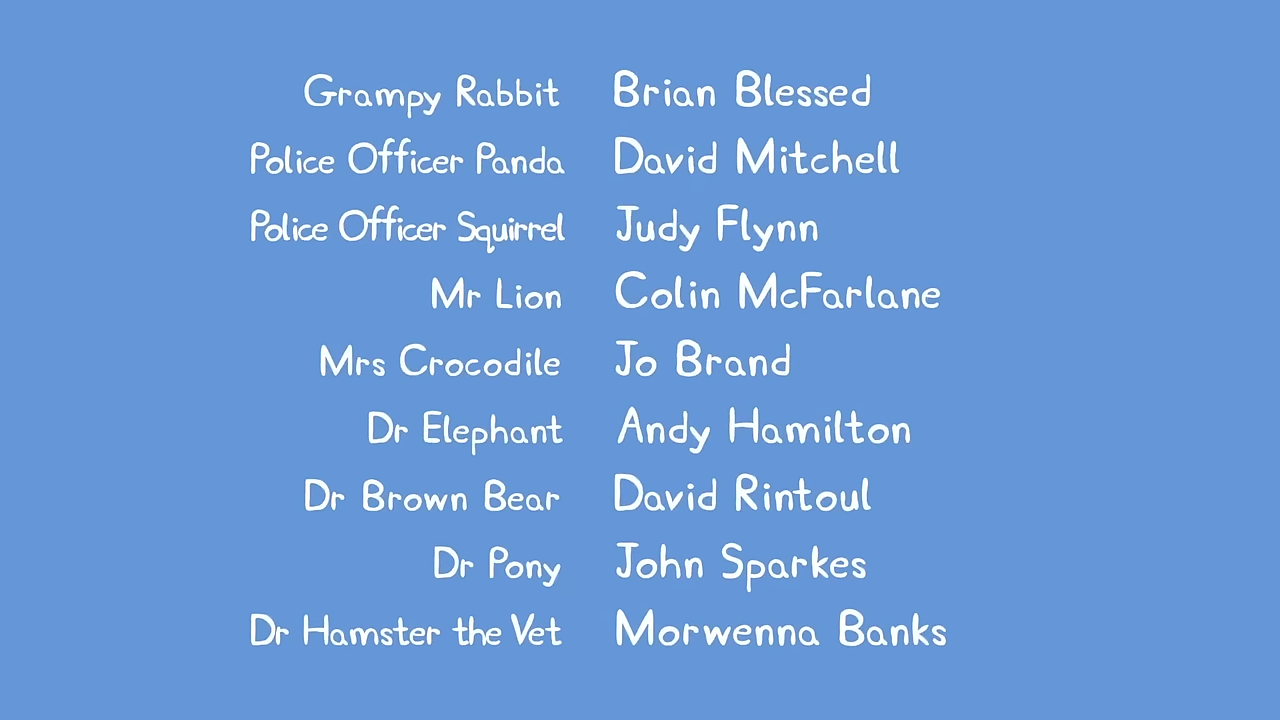 Grampy Rabbit Brian Blessed
Police Officer Panda David Mitchell
Police Officer Squirrel Judy Flynn
Mr Lion Colin McFarlane
Mrs Crocodile Jo Brand
Dr Elephant Andy Hamilton
Dr Brown Bear David Rintoul
Dr Pony John Sparkes
Dr Hamster the Vet Morwenna Banks